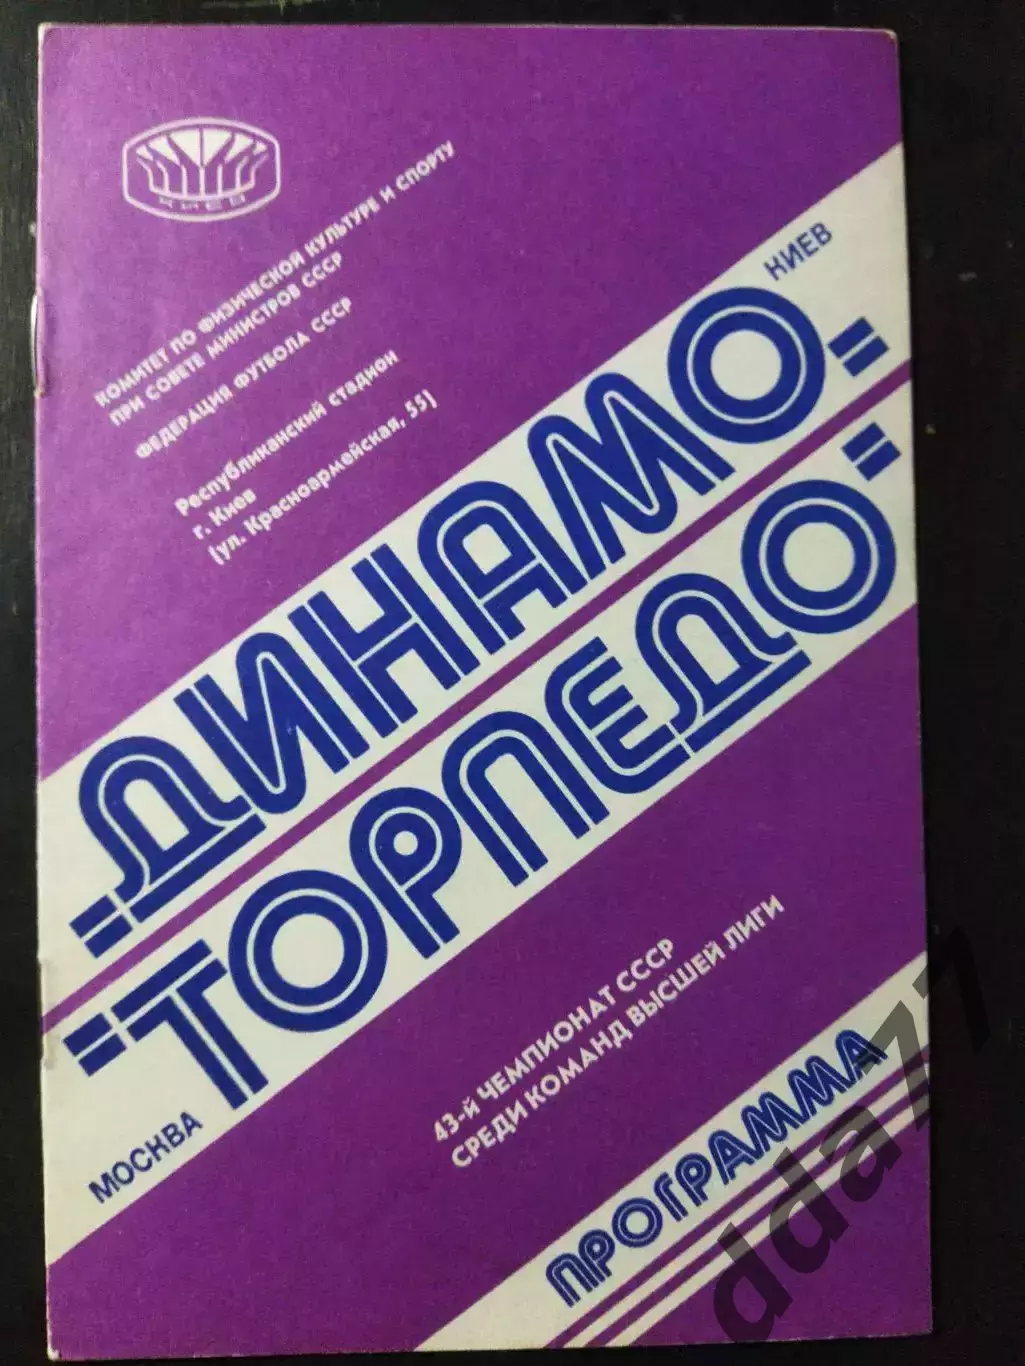 КИЕВ
КОМИТЕТ ПО ФИЗИЧЕСКОЙ КУЛЬТУРЕ И СПОРТУ
ПРИ СОВЕТЕ МИНИСТРОВ СССР
ФЕДЕРАЦИЯ ФУТБОЛА СССР
Республиканский стадион
г. Киев
(ул. Красноармейская, 55)
КИЕВ
"ДИНАМО"
"ТОРПЕДО"
МОСКВА
43-й ЧЕМПИОНАТ СССР
СРЕДИ КОМАНД ВЫСШЕЙ ЛИГИ
ПРОГРАММА
dda77